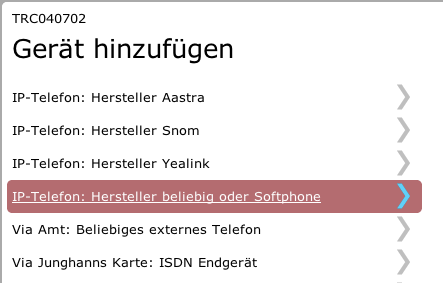 TRC040702
Gerät hinzufügen
IP-Telefon: Hersteller Aastra
IP-Telefon: Hersteller Snom
IP-Telefon: Hersteller Yealink
IP-Telefon: Hersteller beliebig oder Softphone
Via Amt: Beliebiges externes Telefon
Via Junghanns Karte: ISDN Endgerät